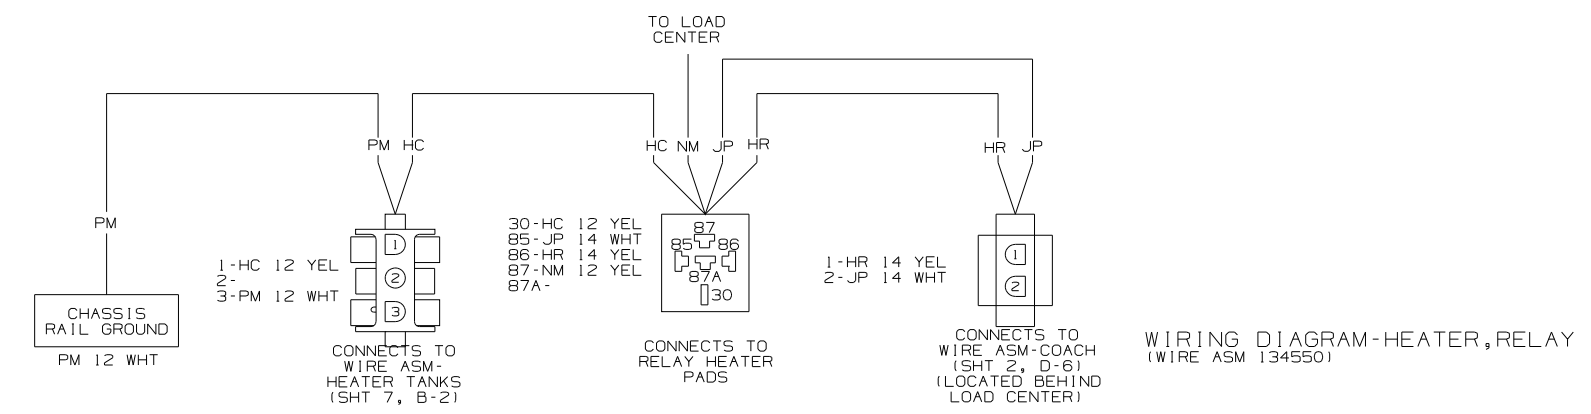 TO LOAD
CENTER
PM HC
HC NM JP HR
HR JP
PM
CHASSIS
RAIL GROUND
PM 12 WHT
1-HC 12 YEL
2-
3-PM 12 WHT
1
2
3
CONNECTS TO
WIRE ASM-
HEATER TANKS
(SHT 7, B-2)
30-HC 12 YEL
85-JP 14 WHT
86-HR 14 YEL
87-NM 12 YEL
87A-
87
85 86
87A
30
CONNECTS TO
RELAY HEATER
PADS
1-HR 14 YEL
2-JP 14 WHT
1
2
CONNECTS TO
WIRE ASM-COACH
(SHT 2, D-6)
(LOCATED BEHIND
LOAD CENTER)
WIRING DIAGRAM-HEATER,RELAY
(WIRE ASM 134550)